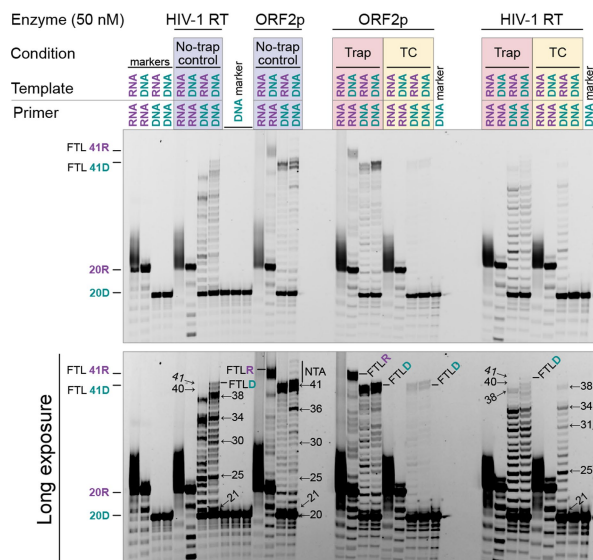 Enzyme (50 nM) HIV-1 RT ORF2p ORF2p HIV-1 RT
Condition markers No-trap control No-trap control Trap TC Trap TC
Template RNA DNA RNA DNA RNA DNA RNA DNA RNA DNA RNA DNA RNA DNA RNA DNA RNA DNA RNA DNA RNA DNA RNA DNA RNA DNA RNA DNA
Primer RNA RNA DNA DNA RNA RNA DNA DNA DNA marker RNA RNA DNA DNA RNA RNA DNA DNA RNA RNA DNA DNA DNA marker RNA RNA DNA DNA RNA RNA DNA DNA DNA marker
FTL 41R
FTL 41D
20R
20D
Long exposure
FTL 41R FTLR NTA FTLR
FTL 41D 41 FTLD 41 FTLD FTLD 41 FTLD
40 38 36 40 38
34 38 34
30 30 31
25 25 25
20R 21 21 21
20D 20